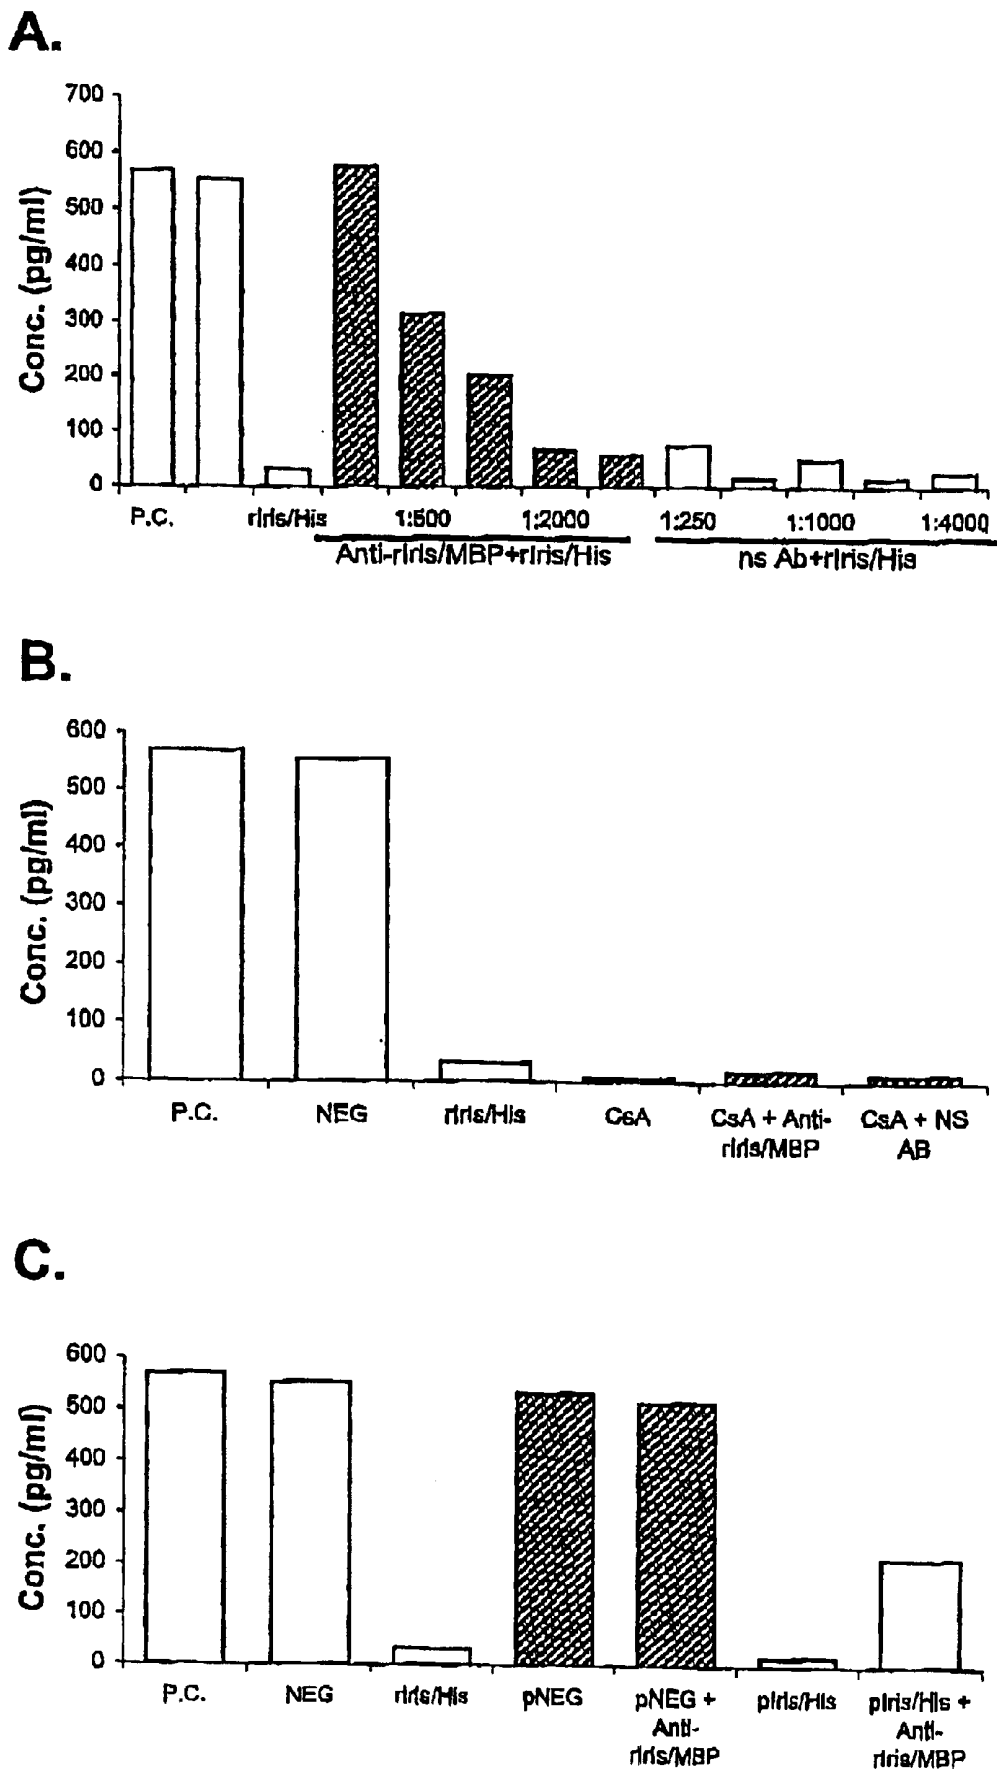 A.
700
600
500
400
300
200
100
0
Conc. (pg/ml)
P.C. rIris/His 1:500 1:2000 1:250 1:1000 1:4000
Anti-rIris/MBP+rIris/His ns Ab+rIris/His
B.
600
500
400
300
200
100
0
Conc. (pg/ml)
P.C. NEG rIris/His CsA CsA + Anti- CsA + NS
rIris/MBP AB
C.
600
500
400
300
200
100
0
Conc. (pg/ml)
P.C. NEG rIris/His pNEG pNEG + pIris/His pIris/His +
Anti- Anti-
rIris/MBP rIris/MBP